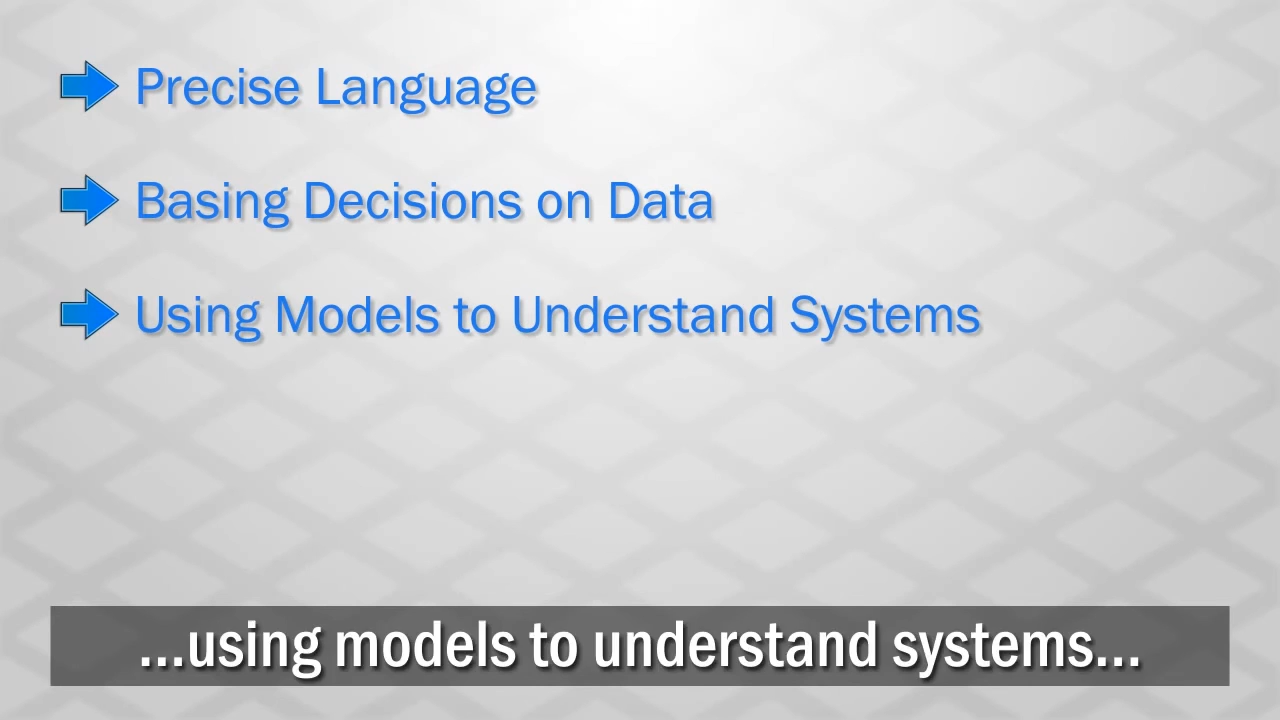 Precise Language
Basing Decisions on Data
Using Models to Understand Systems
...using models to understand systems...